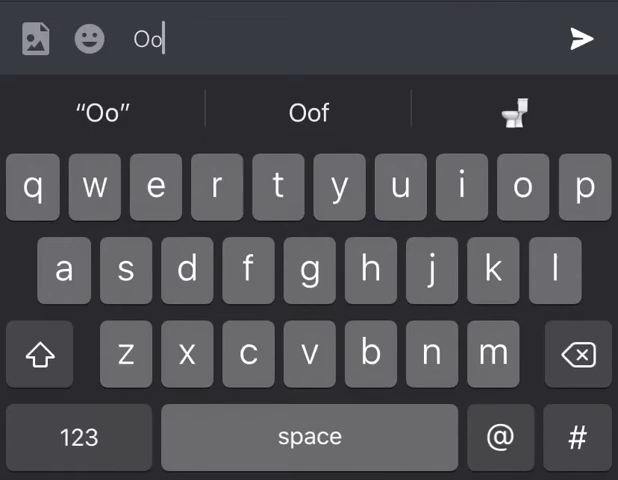 Oo
“Oo” Oof 🚽
q w e r t y u i o p
a s d f g h j k l
z x c v b n m
123 space @ #